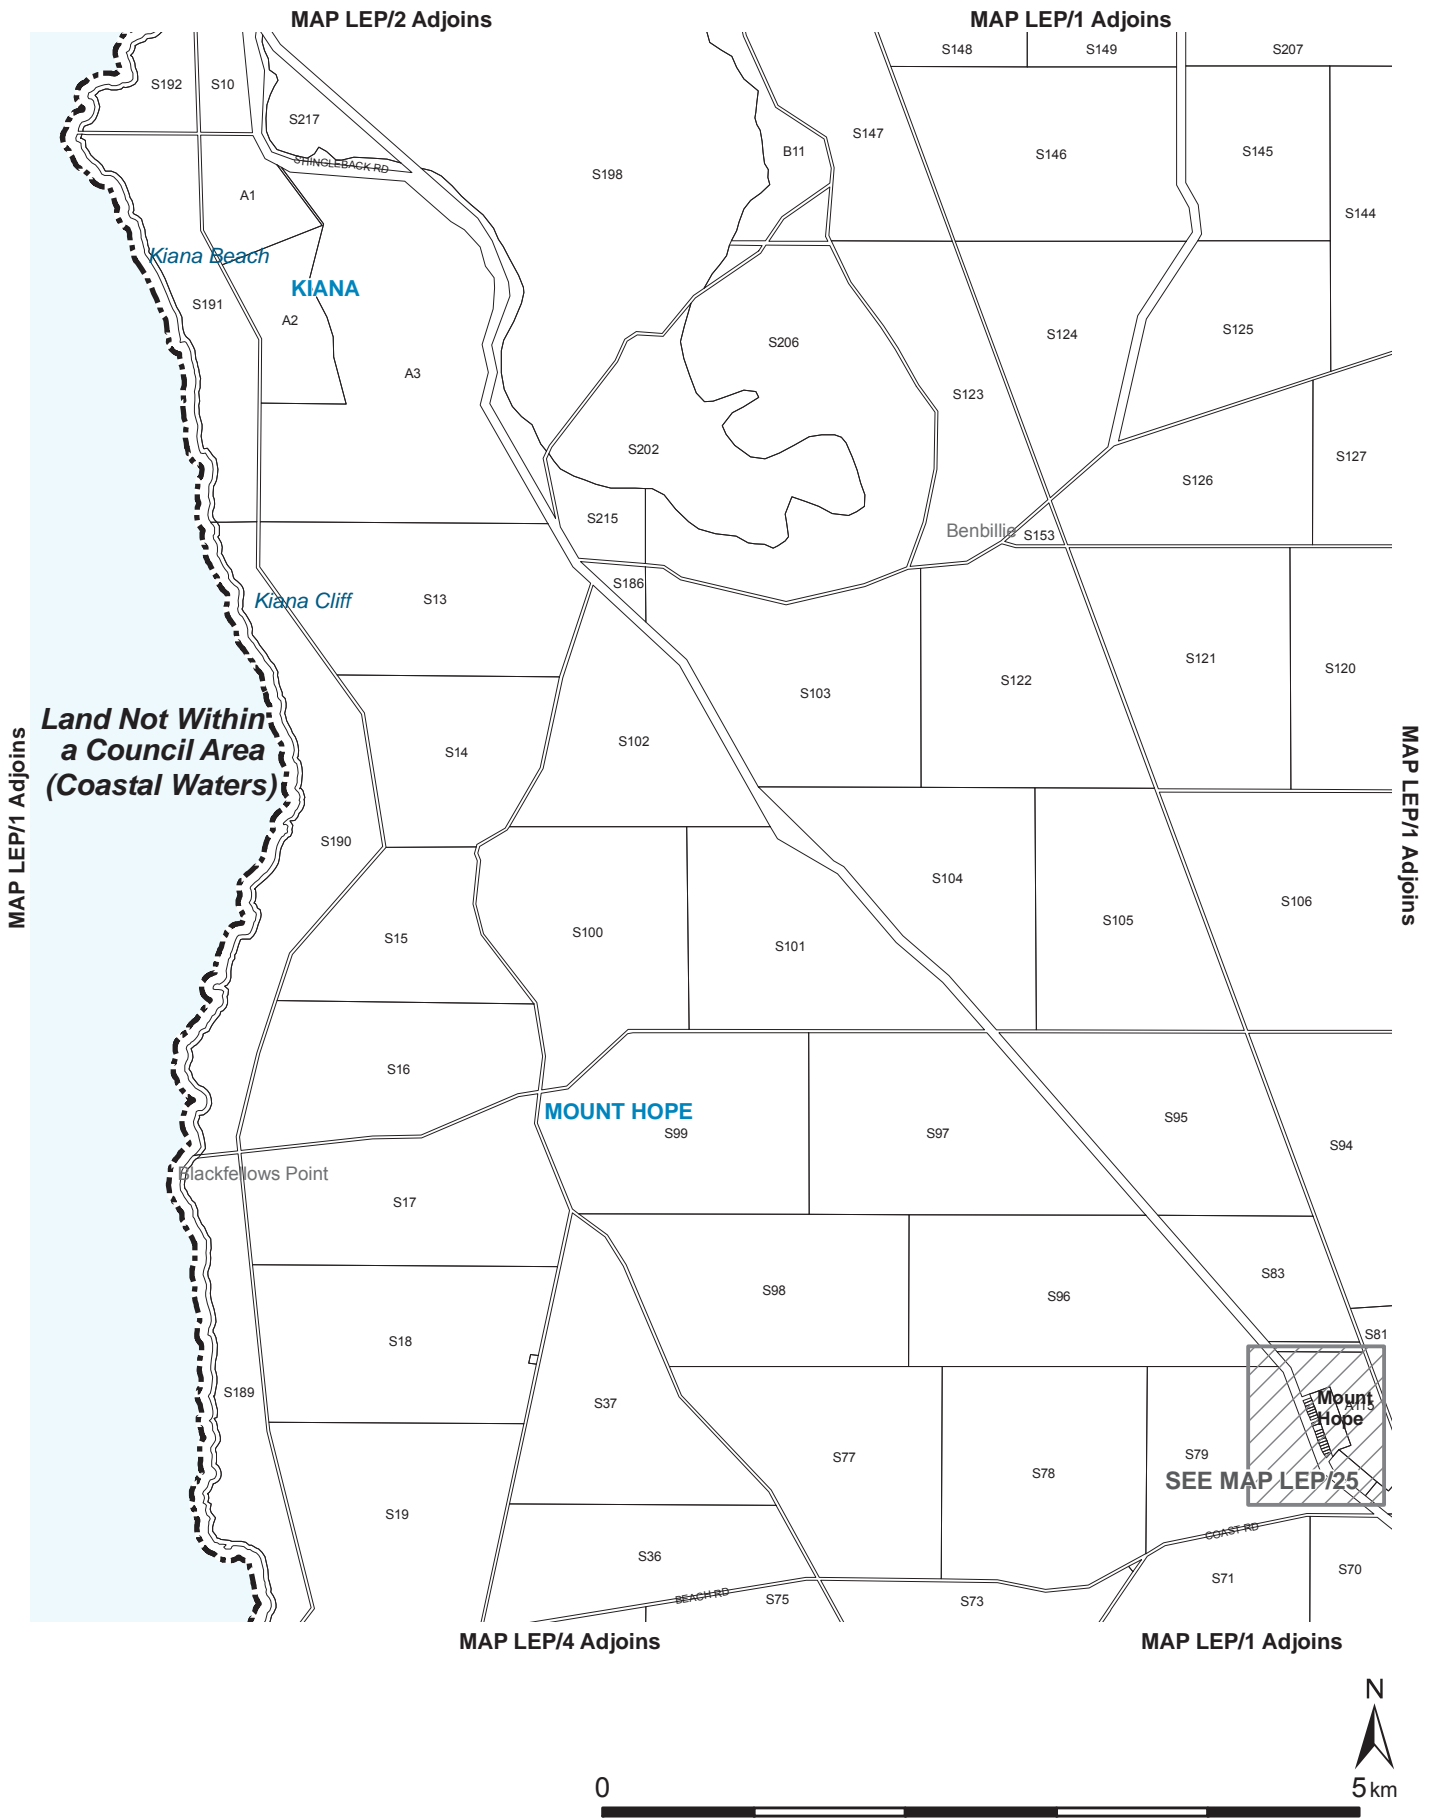 MAP LEP/2 Adjoins
MAP LEP/1 Adjoins
S148
S149
S207
S192
S10
S217
S147
B11
S146
S145
SHINGLEBACK RD
S198
A1
S144
Kiana Beach
KIANA
S191
A2
S206
S124
S125
A3
S123
S202
S127
S126
S215
Benbillie
S153
S186
Kiana Cliff
S13
S121
S120
S122
S103
Land Not Within
a Council Area
(Coastal Waters)
S14
S102
MAP LEP/1 Adjoins
MAP LEP/1 Adjoins
S190
S104
S106
S105
S15
S100
S101
S16
MOUNT HOPE
S99
S97
S95
S94
Blackfellows Point
S17
S83
S98
S96
S18
S81
S189
S37
Mount
Hope
A115
S77
S79
S78
SEE MAP LEP/25
S19
COAST RD
S36
S70
S71
BEACH RD
S75
S73
MAP LEP/4 Adjoins
MAP LEP/1 Adjoins
N
0
5 km